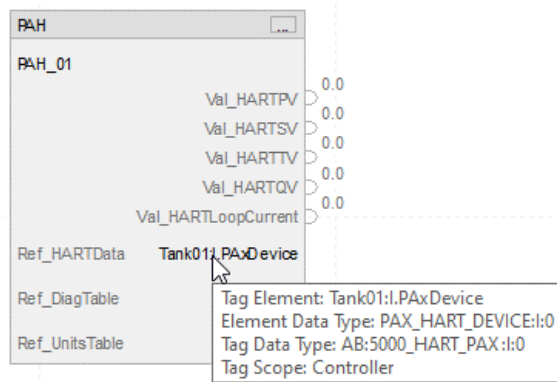 PAH
...
PAH_01
Val_HARTPV 0.0
Val_HARTSV 0.0
Val_HARTTV 0.0
Val_HARTQV 0.0
Val_HARTLoopCurrent 0.0
Ref_HARTData Tank01:I.PAxDevice
Ref_DiagTable
Ref_UnitsTable
Tag Element: Tank01:I.PAxDevice
Element Data Type: PAX_HART_DEVICE:I:0
Tag Data Type: AB:5000_HART_PAX:I:0
Tag Scope: Controller